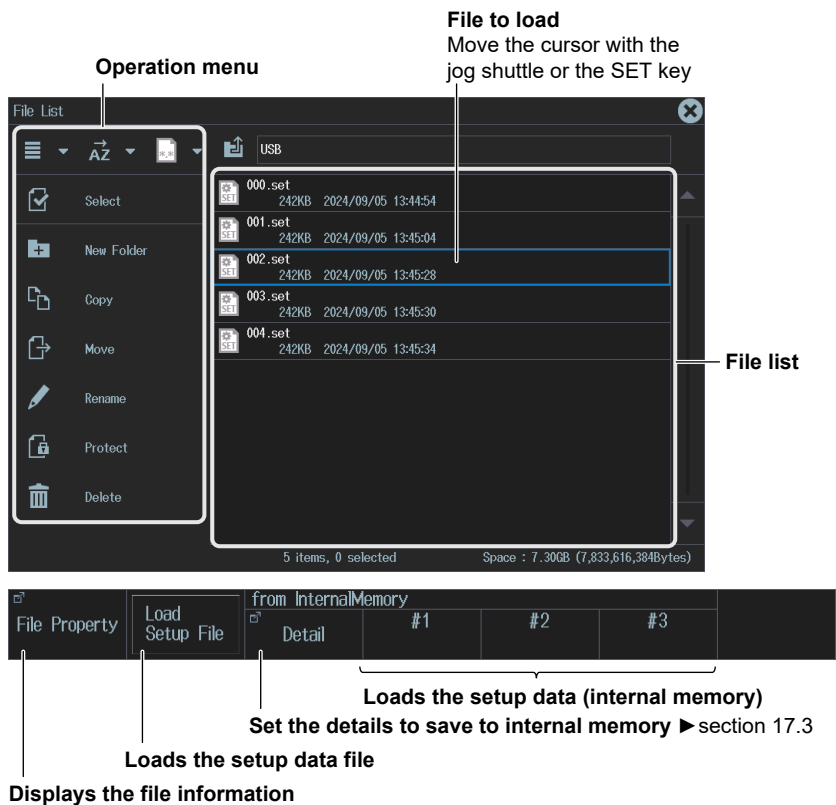 File to load
Move the cursor with the
jog shuttle or the SET key
Operation menu
File List
AZ
*.*
USB
Select
New Folder
Copy
Move
Rename
Protect
Delete
SET
000.set
242KB 2024/09/05 13:44:54
SET
001.set
242KB 2024/09/05 13:45:04
SET
002.set
242KB 2024/09/05 13:45:28
SET
003.set
242KB 2024/09/05 13:45:30
SET
004.set
242KB 2024/09/05 13:45:34
File list
5 items, 0 selected Space : 7.30GB (7,833,616,384Bytes)
File Property
Load
Setup File
from InternalMemory
Detail
#1
#2
#3
Loads the setup data (internal memory)
Set the details to save to internal memory ►section 17.3
Loads the setup data file
Displays the file information